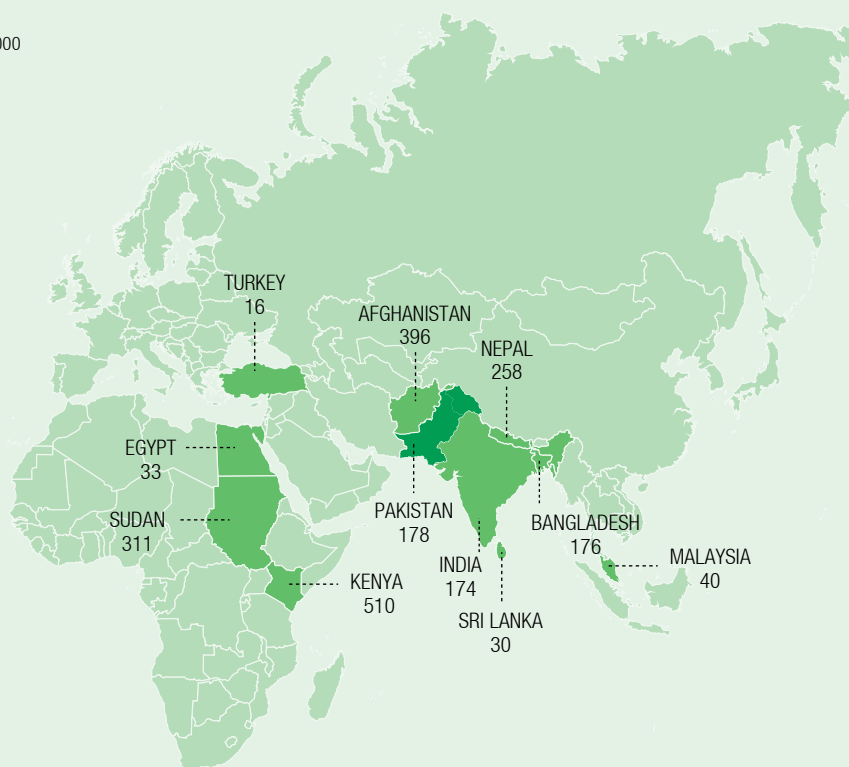 000
TURKEY
16
AFGHANISTAN
396
NEPAL
258
EGYPT
33
SUDAN
311
PAKISTAN
178
BANGLADESH
176
INDIA
174
MALAYSIA
40
KENYA
510
SRI LANKA
30